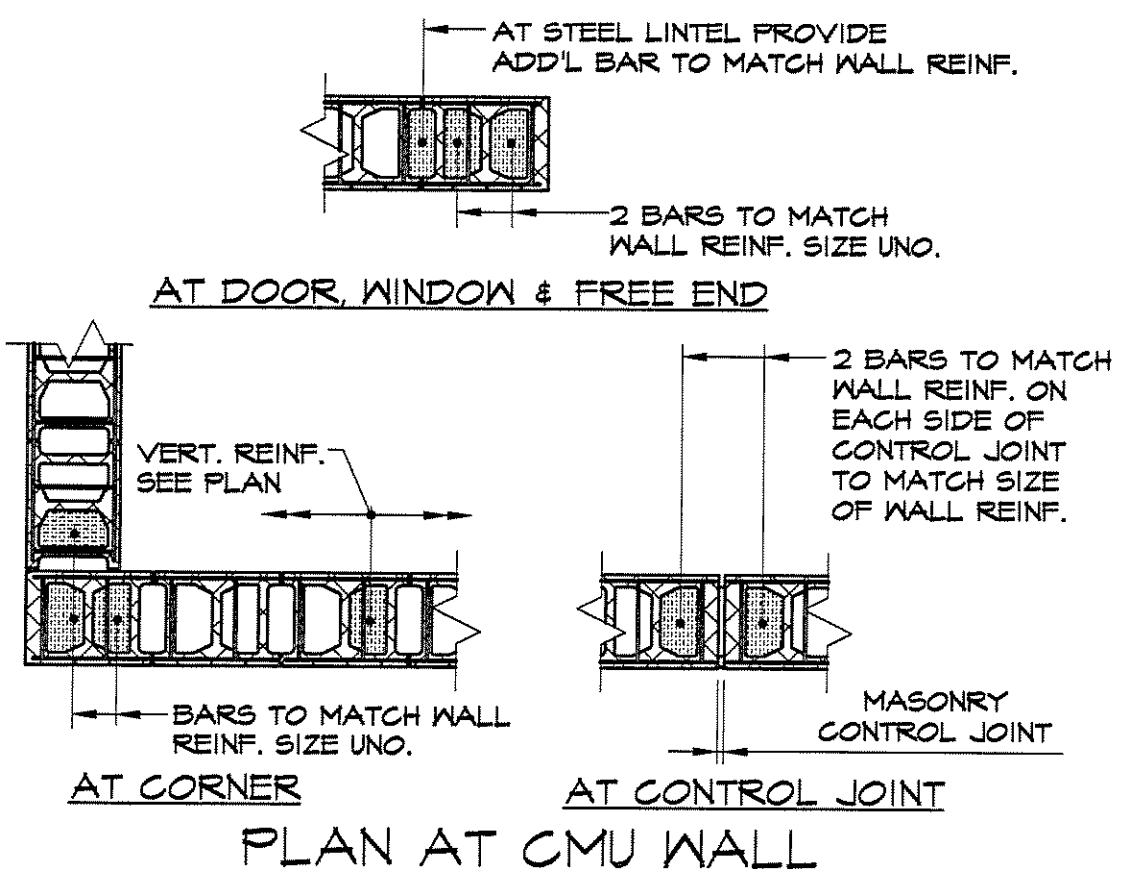 AT STEEL LINTEL PROVIDE
ADD'L BAR TO MATCH WALL REINF.
2 BARS TO MATCH
WALL REINF. SIZE UNO.
AT DOOR, WINDOW & FREE END
2 BARS TO MATCH
WALL REINF. ON
EACH SIDE OF
CONTROL JOINT
TO MATCH SIZE
OF WALL REINF.
VERT. REINF.
SEE PLAN
BARS TO MATCH WALL
REINF. SIZE UNO.
AT CORNER
MASONRY
CONTROL JOINT
AT CONTROL JOINT
PLAN AT CMU WALL